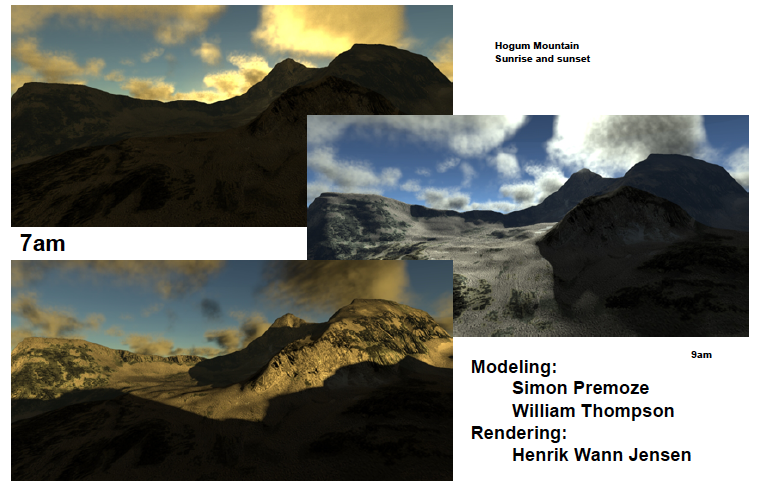 Hogum Mountain
Sunrise and sunset
7am
9am
Modeling:
Simon Premoze
William Thompson
Rendering:
Henrik Wann Jensen